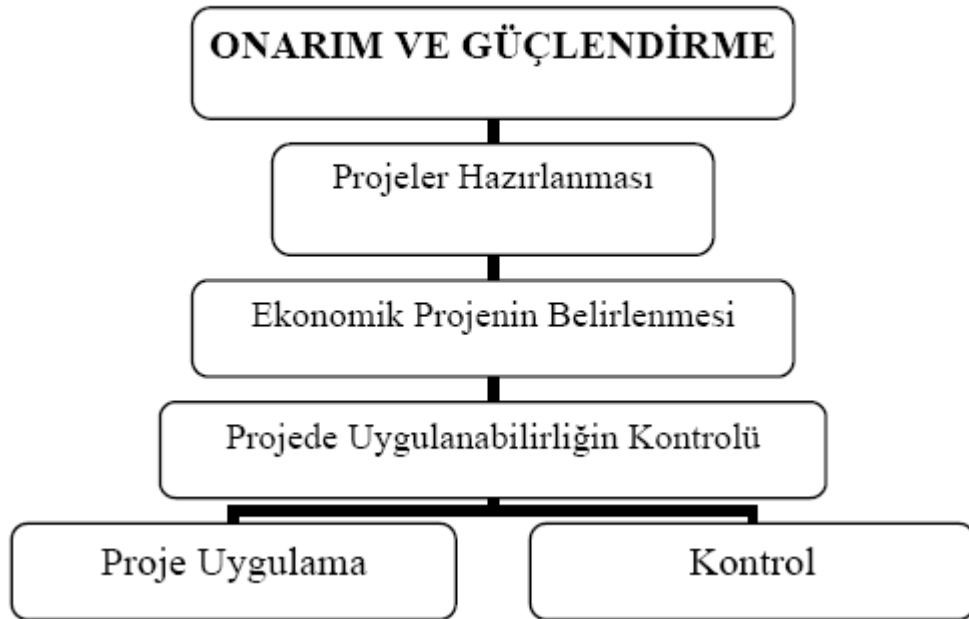 ONARIM VE GÜÇLENDİRME
Projeler Hazırlanması
Ekonomik Projenin Belirlenmesi
Projede Uygulanabilirliğin Kontrolü
Proje Uygulama
Kontrol